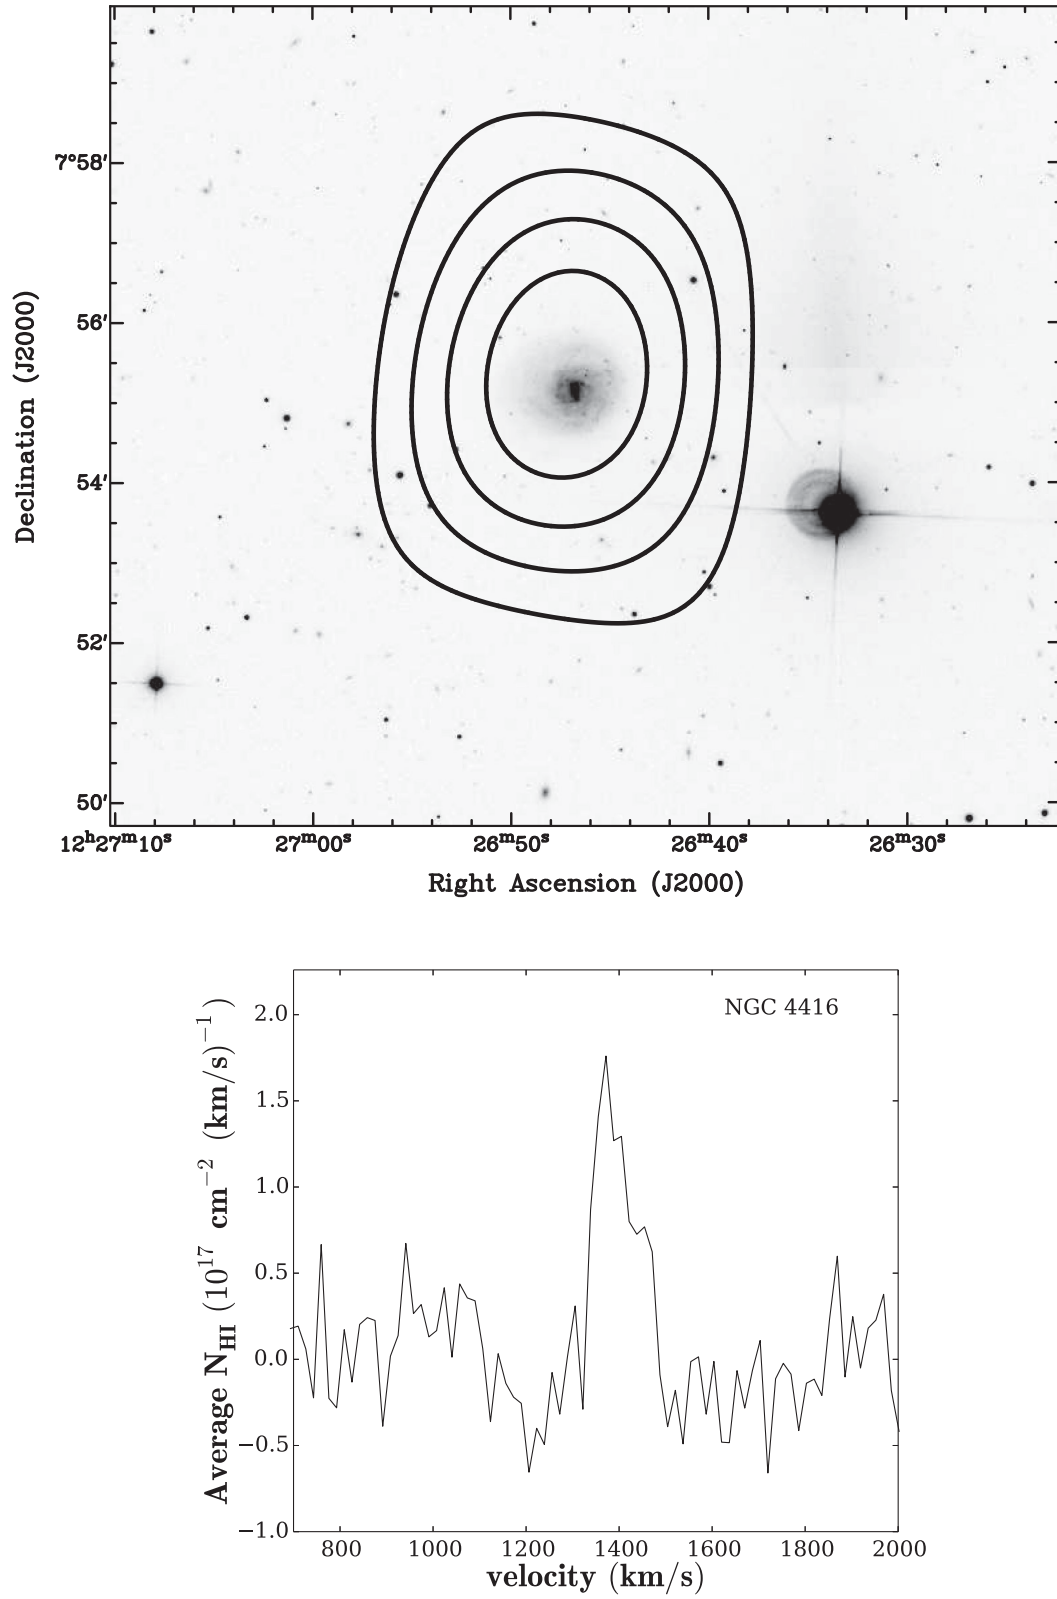 7°58′
56′
54′
52′
50′
Declination (J2000)
12ʰ27ᵐ10ˢ 27ᵐ00ˢ 26ᵐ50ˢ 26ᵐ40ˢ 26ᵐ30ˢ
Right Ascension (J2000)
NGC 4416
2.0
1.5
1.0
0.5
0.0
−0.5
−1.0
Average N_HI (10¹⁷ cm⁻² (km/s)⁻¹)
800 1000 1200 1400 1600 1800 2000
velocity (km/s)